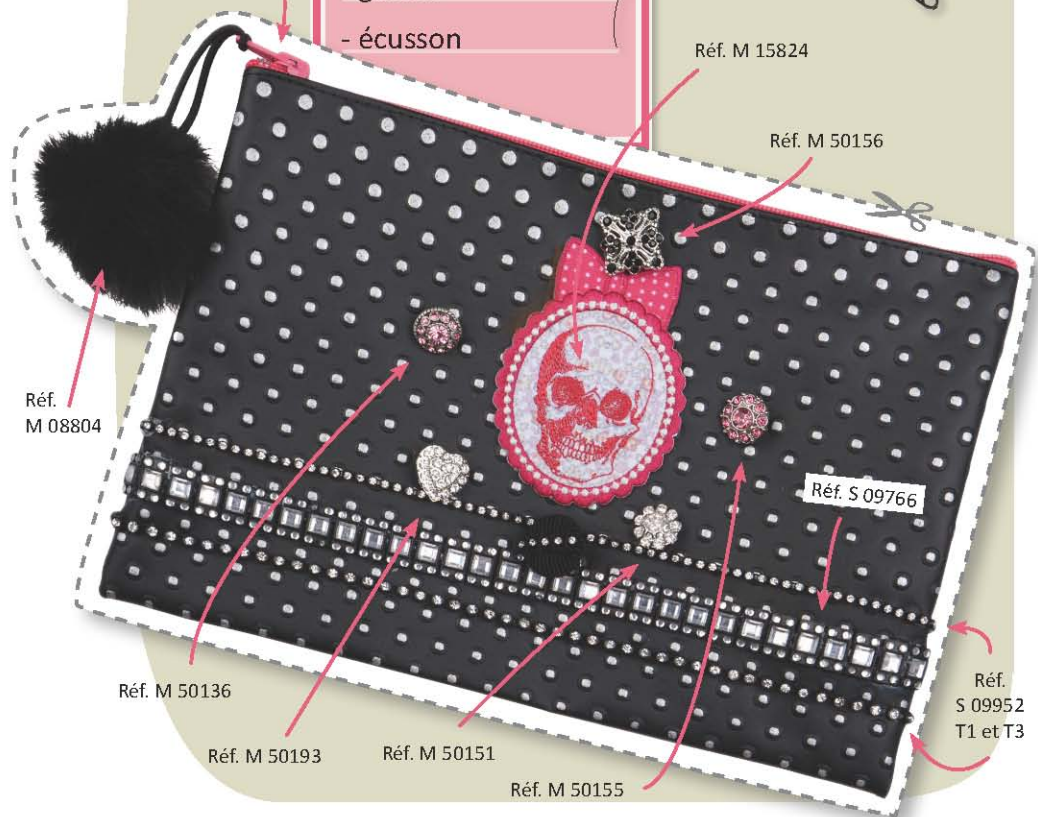 - écusson
Réf. M 15824
Réf. M 50156
Réf.
M 08804
Réf. S 09766
Réf. M 50136
Réf. M 50193
Réf. M 50151
Réf. M 50155
Réf.
S 09952
T1 et T3